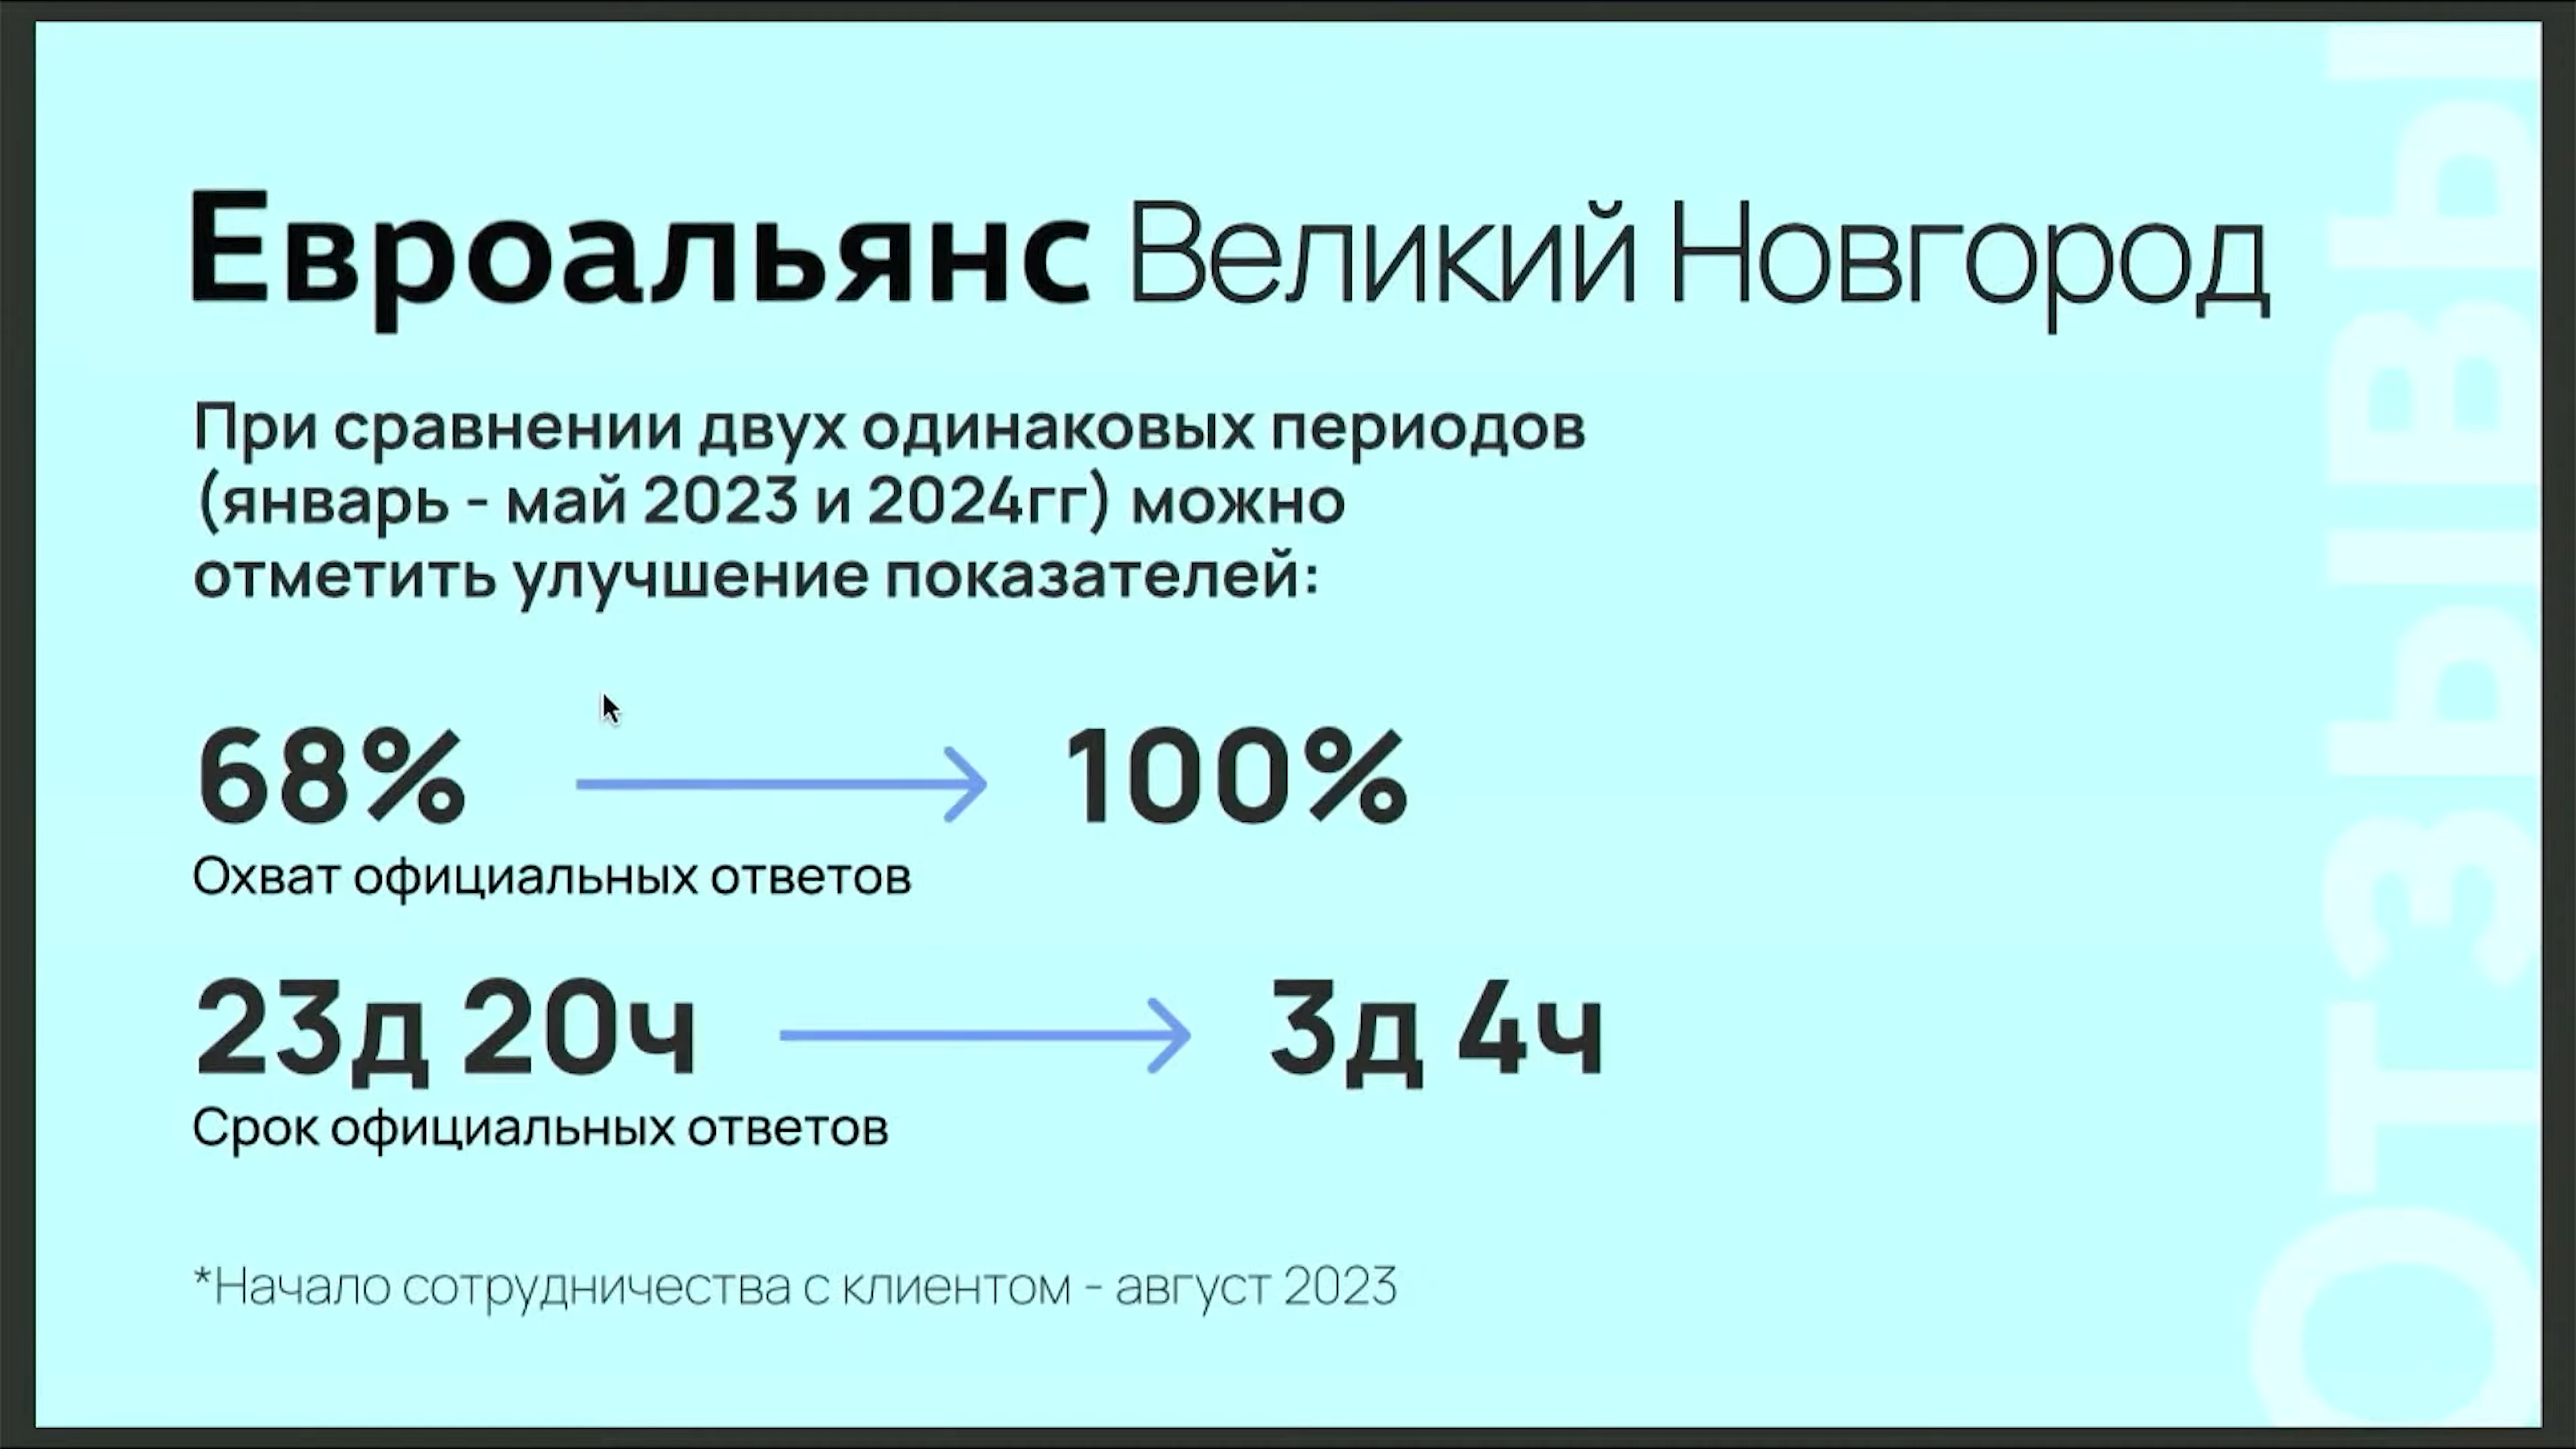 Евроальянс Великий Новгород
При сравнении двух одинаковых периодов
(январь - май 2023 и 2024гг) можно
отметить улучшение показателей:
68% 100%
Охват официальных ответов
23д 20ч 3д 4ч
Срок официальных ответов
*Начало сотрудничества с клиентом - август 2023
ОТЗЫВЫ